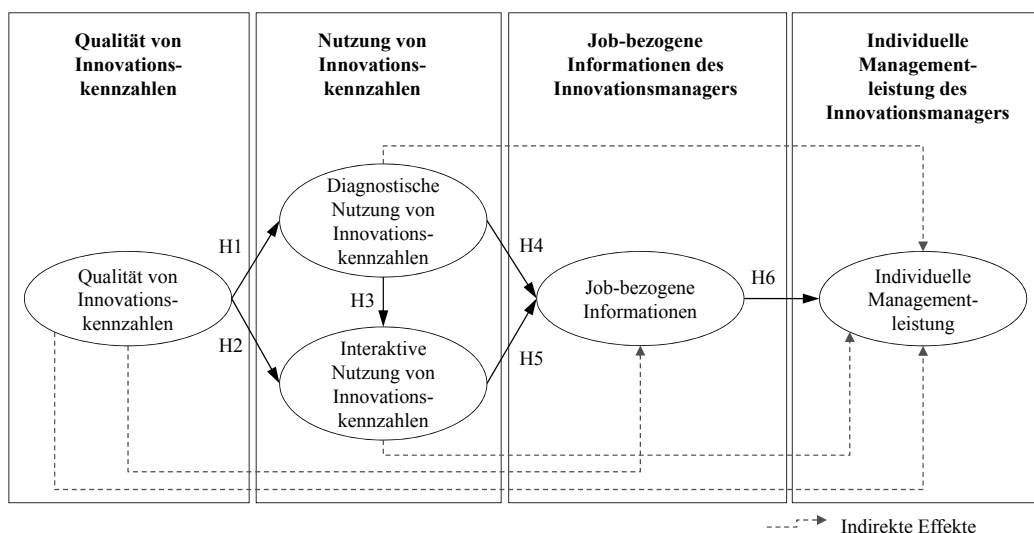 Qualität von
Innovations-
kennzahlen
Nutzung von
Innovations-
kennzahlen
Job-bezogene
Informationen des
Innovationsmanagers
Individuelle
Management-
leistung des
Innovationsmanagers
Diagnostische
Nutzung von
Innovations-
kennzahlen
H1
H4
Qualität von
Innovations-
kennzahlen
H3
Job-bezogene
Informationen
H6
Individuelle
Management-
leistung
H2
Interaktive
Nutzung von
Innovations-
kennzahlen
H5
Indirekte Effekte